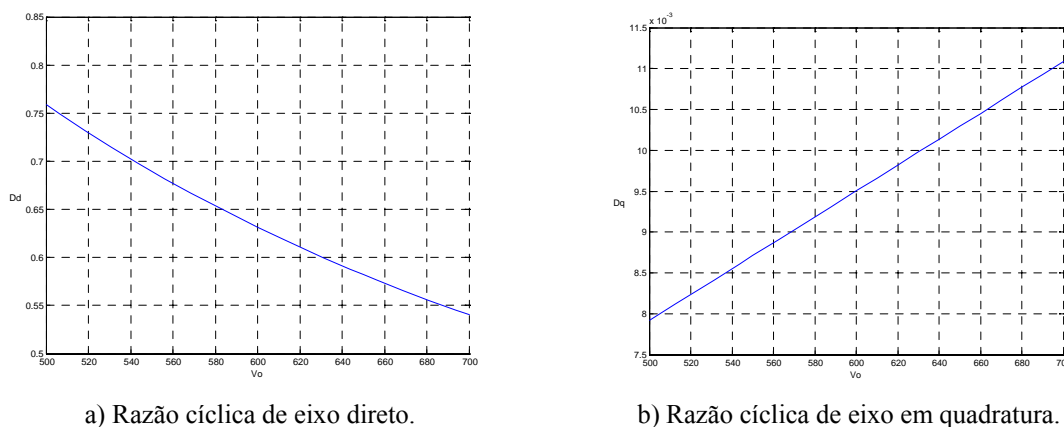 0.85
0.8
0.75
0.7
Dd
0.65
0.6
0.55
0.5
500 520 540 560 580 600 620 640 660 680 700
Vo
a) Razão cíclica de eixo direto.
x 10⁻³
11.5
11
10.5
10
9.5
Dq
9
8.5
8
7.5
500 520 540 560 580 600 620 640 660 680 700
Vo
b) Razão cíclica de eixo em quadratura.